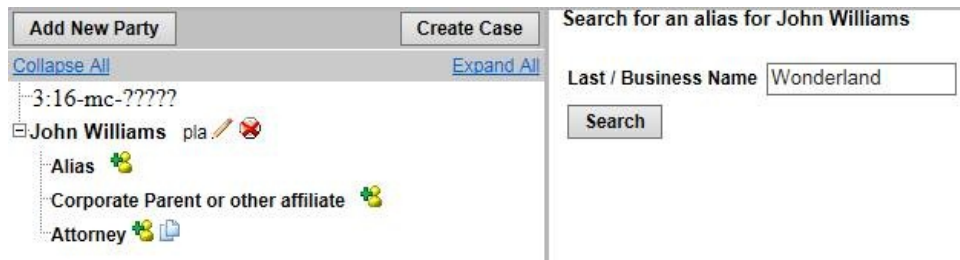 Add New Party Create Case
Collapse All Expand All
3:16-mc-?????
John Williams pla
Alias
Corporate Parent or other affiliate
Attorney
Search for an alias for John Williams
Last / Business Name Wonderland
Search